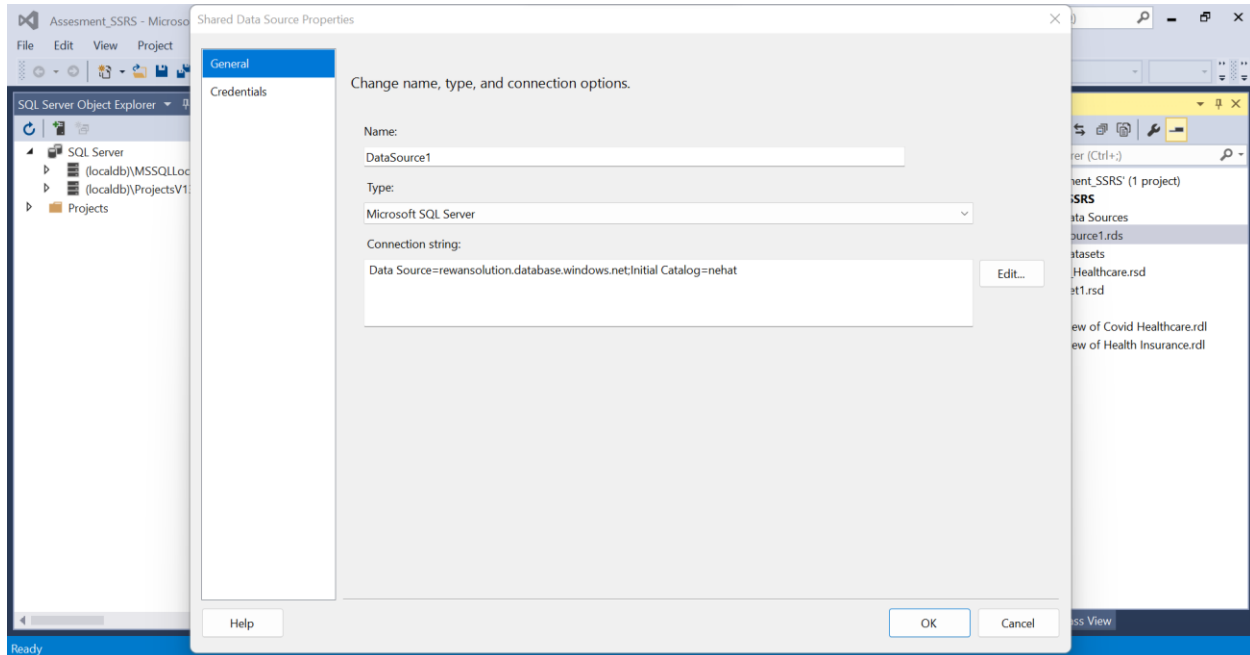 Assesment_SSRS - Microso
Shared Data Source Properties
File Edit View Project
General
Credentials
Change name, type, and connection options.
SQL Server Object Explorer
Name:
DataSource1
SQL Server
(localdb)\MSSQLLoc
(localdb)\ProjectsV1
Projects
Type:
Microsoft SQL Server
Connection string:
Data Source=rewansolution.database.windows.net;Initial Catalog=nehat
Edit...
rer (Ctrl+;)
ment_SSRS' (1 project)
SSRS
ata Sources
ource1.rds
atasets
_Healthcare.rsd
et1.rsd
ew of Covid Healthcare.rdl
ew of Health Insurance.rdl
Help
OK
Cancel
ass View
Ready